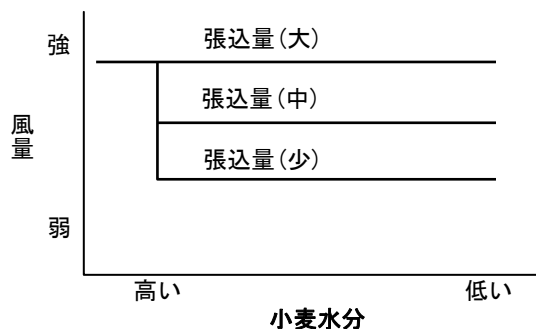 強
張込量(大)
張込量(中)
風量
張込量(少)
弱
高い
低い
小麦水分